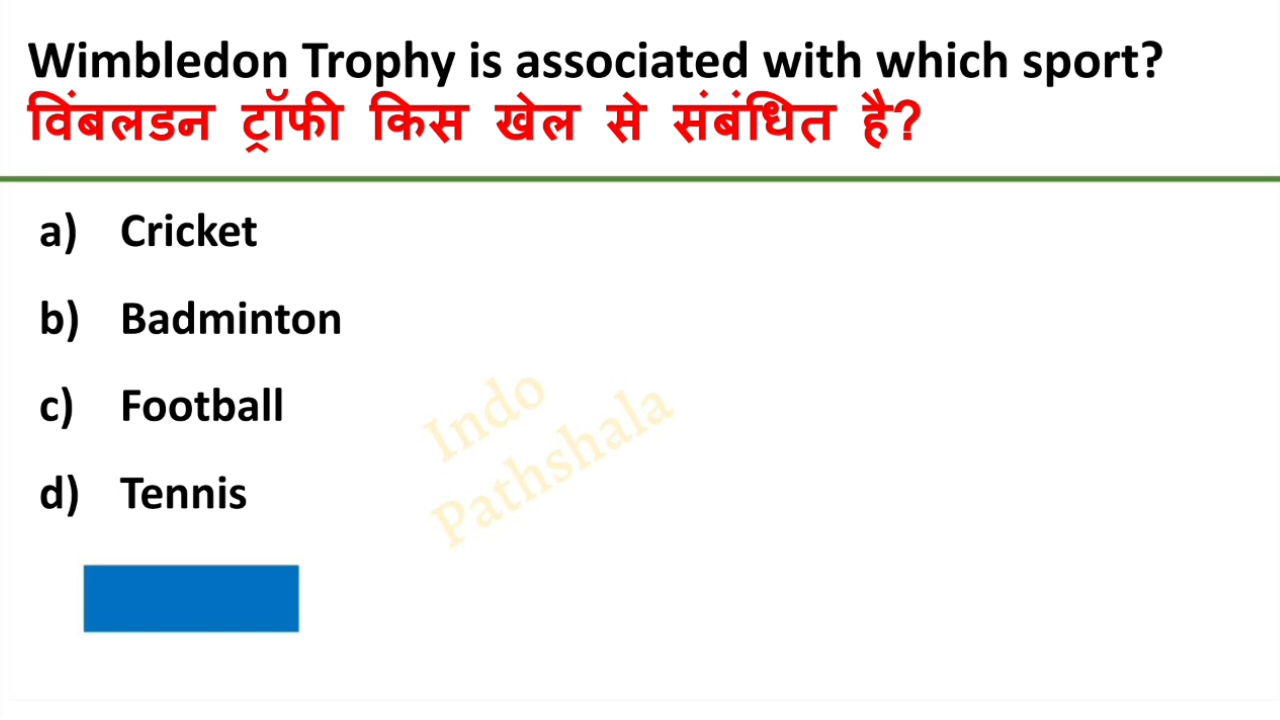 Wimbledon Trophy is associated with which sport?
विंबलडन ट्रॉफी किस खेल से संबंधित है?
a) Cricket
b) Badminton
c) Football
d) Tennis
Indo
Pathshala